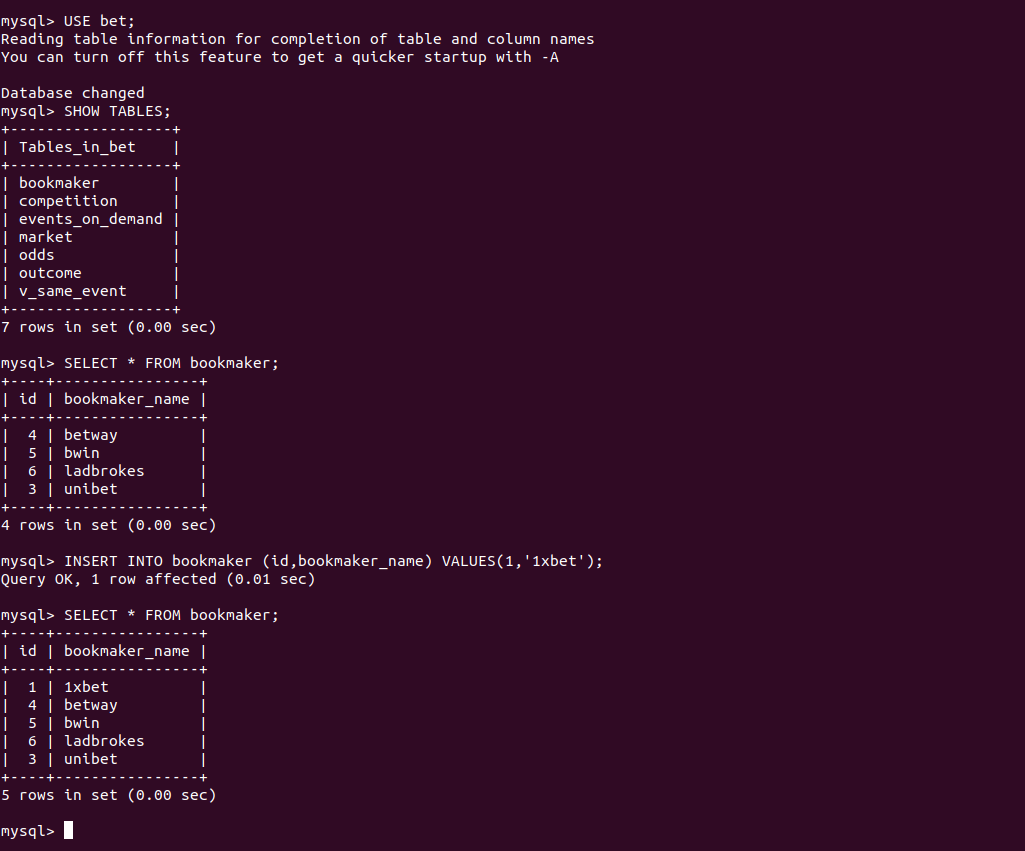 mysql> USE bet;
Reading table information for completion of table and column names
You can turn off this feature to get a quicker startup with -A

Database changed
mysql> SHOW TABLES;
+------------------+
| Tables_in_bet    |
+------------------+
| bookmaker        |
| competition      |
| events_on_demand |
| market           |
| odds             |
| outcome          |
| v_same_event     |
+------------------+
7 rows in set (0.00 sec)

mysql> SELECT * FROM bookmaker;
+----+----------------+
| id | bookmaker_name |
+----+----------------+
|  4 | betway         |
|  5 | bwin           |
|  6 | ladbrokes      |
|  3 | unibet         |
+----+----------------+
4 rows in set (0.00 sec)

mysql> INSERT INTO bookmaker (id,bookmaker_name) VALUES(1,'1xbet');
Query OK, 1 row affected (0.01 sec)

mysql> SELECT * FROM bookmaker;
+----+----------------+
| id | bookmaker_name |
+----+----------------+
|  1 | 1xbet          |
|  4 | betway         |
|  5 | bwin           |
|  6 | ladbrokes      |
|  3 | unibet         |
+----+----------------+
5 rows in set (0.00 sec)

mysql>